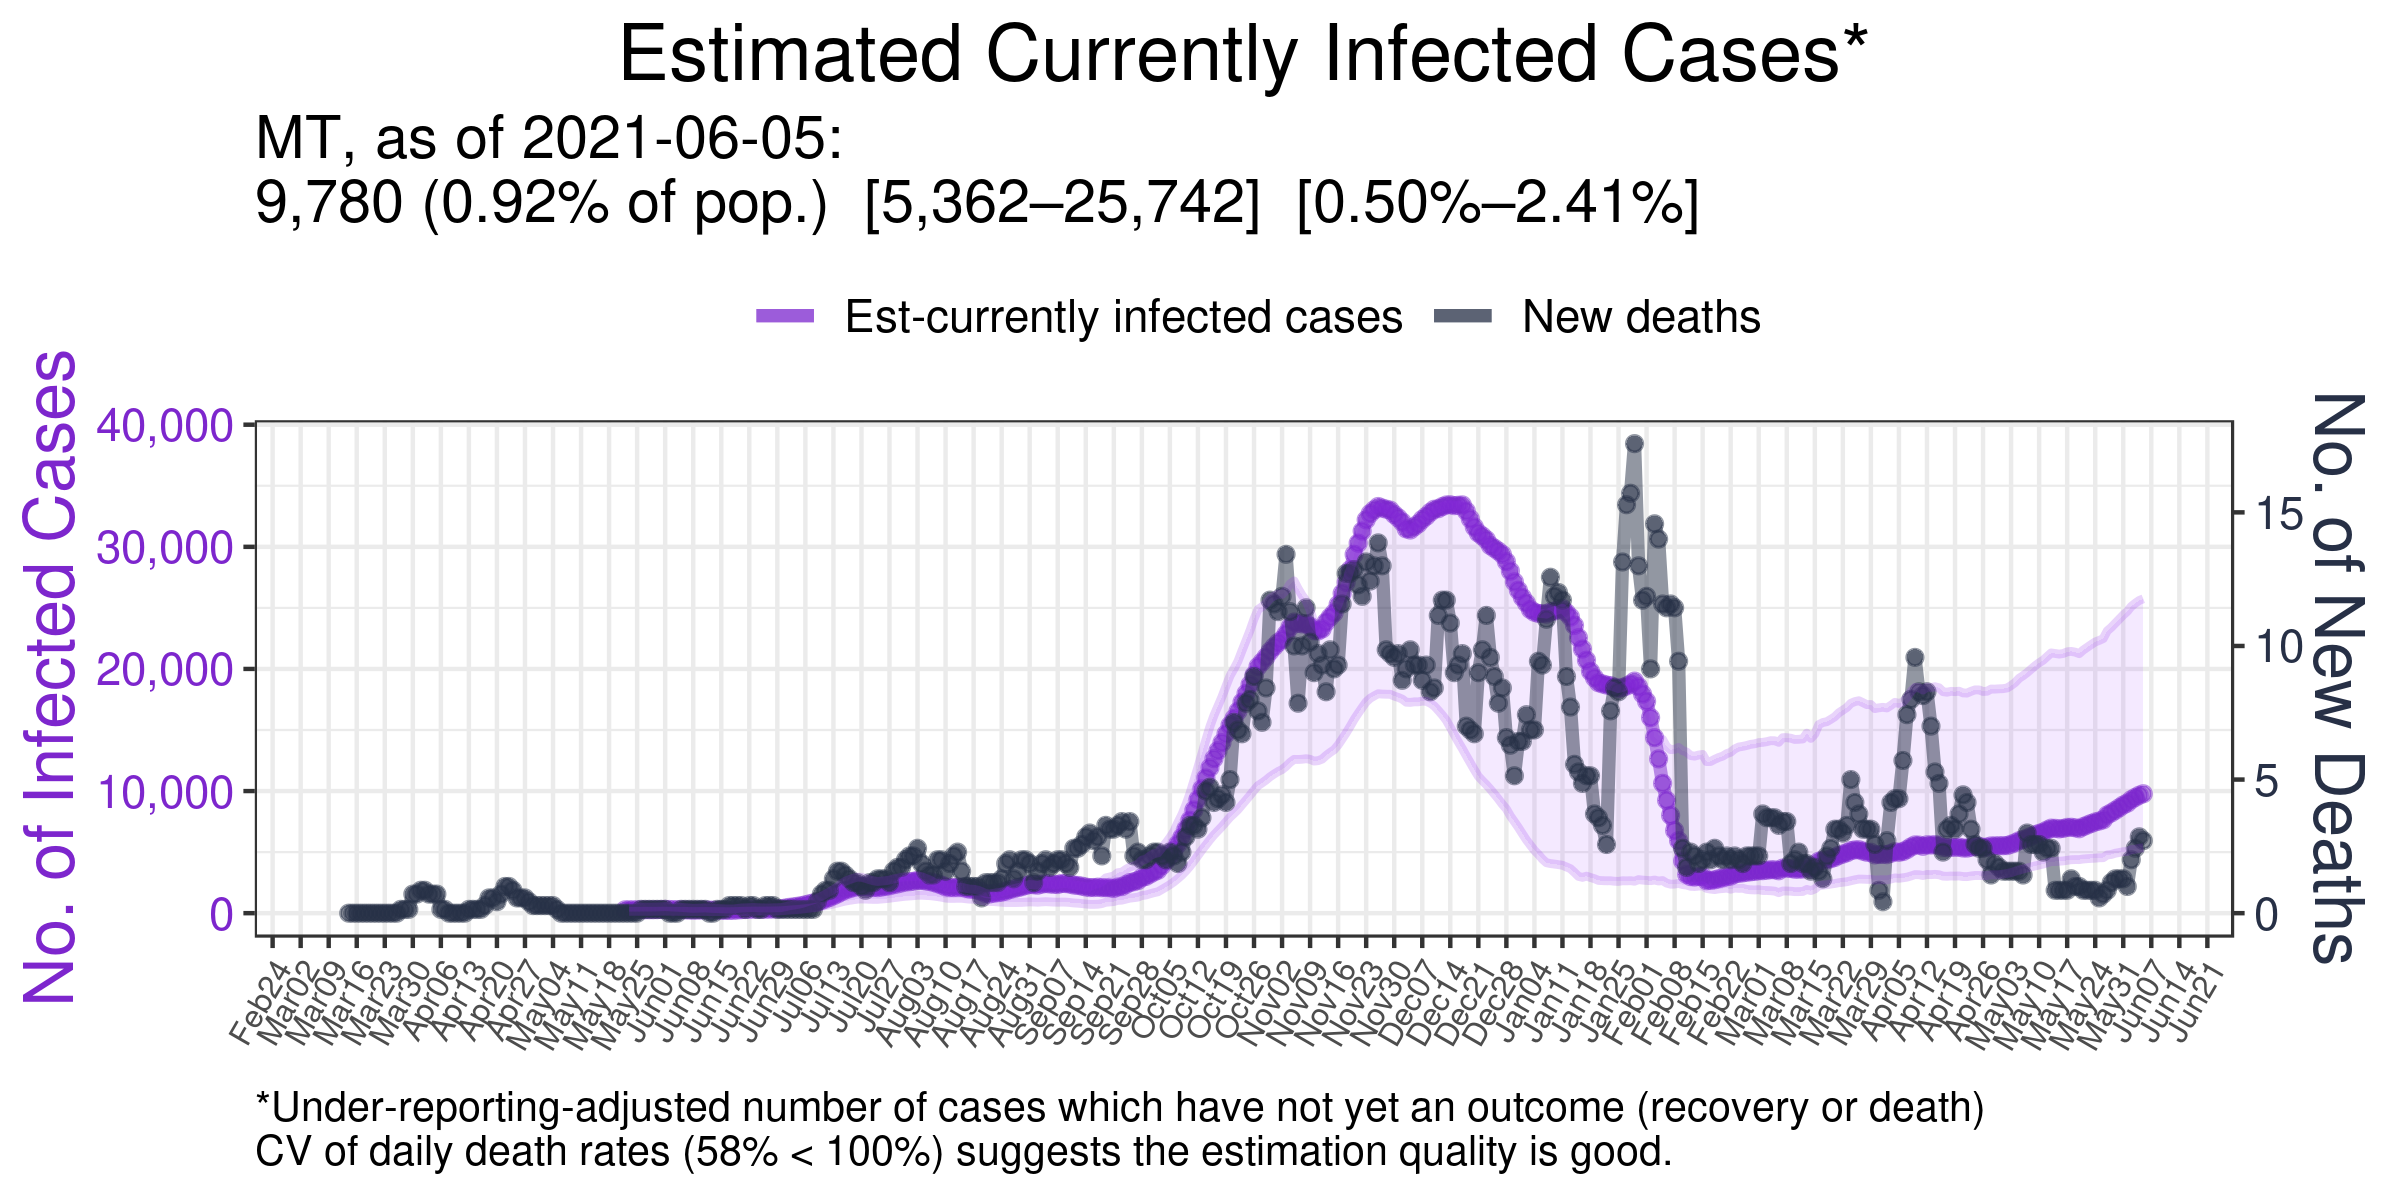 Estimated Currently Infected Cases*
MT, as of 2021-06-05:
9,780 (0.92% of pop.)  [5,362–25,742]  [0.50%–2.41%]
Est-currently infected cases
New deaths
No. of Infected Cases
40,000
30,000
20,000
10,000
0
No. of New Deaths
15
10
5
0
Feb24
Mar02
Mar09
Mar16
Mar23
Mar30
Apr06
Apr13
Apr20
Apr27
May04
May11
May18
May25
Jun01
Jun08
Jun15
Jun22
Jun29
Jul06
Jul13
Jul20
Jul27
Aug03
Aug10
Aug17
Aug24
Aug31
Sep07
Sep14
Sep21
Sep28
Oct05
Oct12
Oct19
Oct26
Nov02
Nov09
Nov16
Nov23
Nov30
Dec07
Dec14
Dec21
Dec28
Jan04
Jan11
Jan18
Jan25
Feb01
Feb08
Feb15
Feb22
Mar01
Mar08
Mar15
Mar22
Mar29
Apr05
Apr12
Apr19
Apr26
May03
May10
May17
May24
May31
Jun07
Jun14
Jun21
*Under-reporting-adjusted number of cases which have not yet an outcome (recovery or death)
CV of daily death rates (58% < 100%) suggests the estimation quality is good.